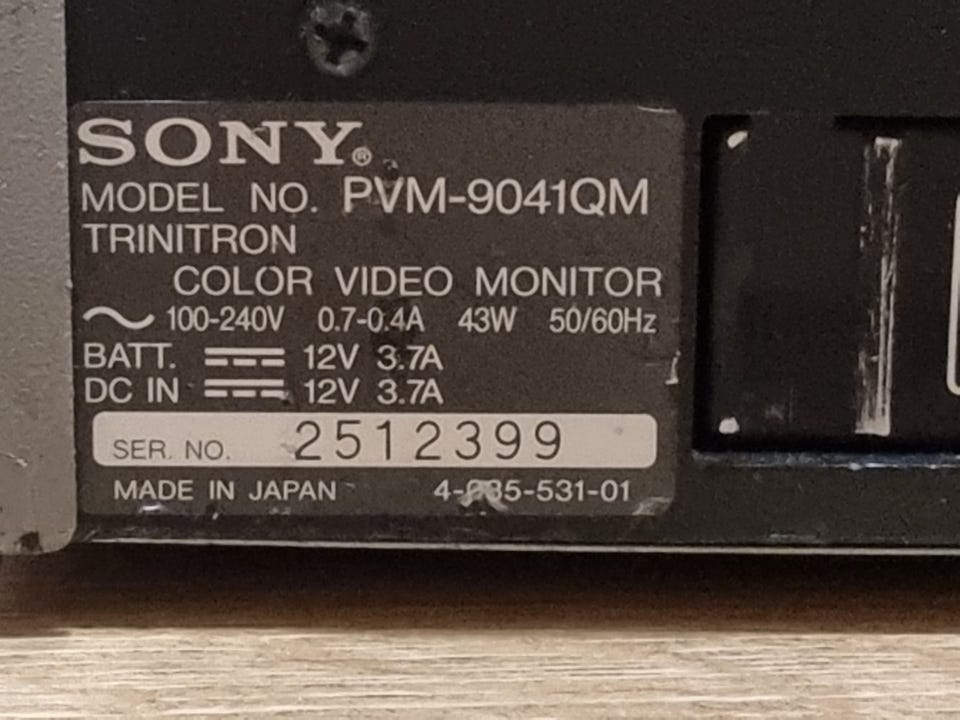 SONY®
MODEL NO. PVM-9041QM
TRINITRON
COLOR VIDEO MONITOR
~ 100-240V 0.7-0.4A 43W 50/60Hz
BATT. ⎓ 12V 3.7A
DC IN ⎓ 12V 3.7A
SER. NO. 2512399
MADE IN JAPAN